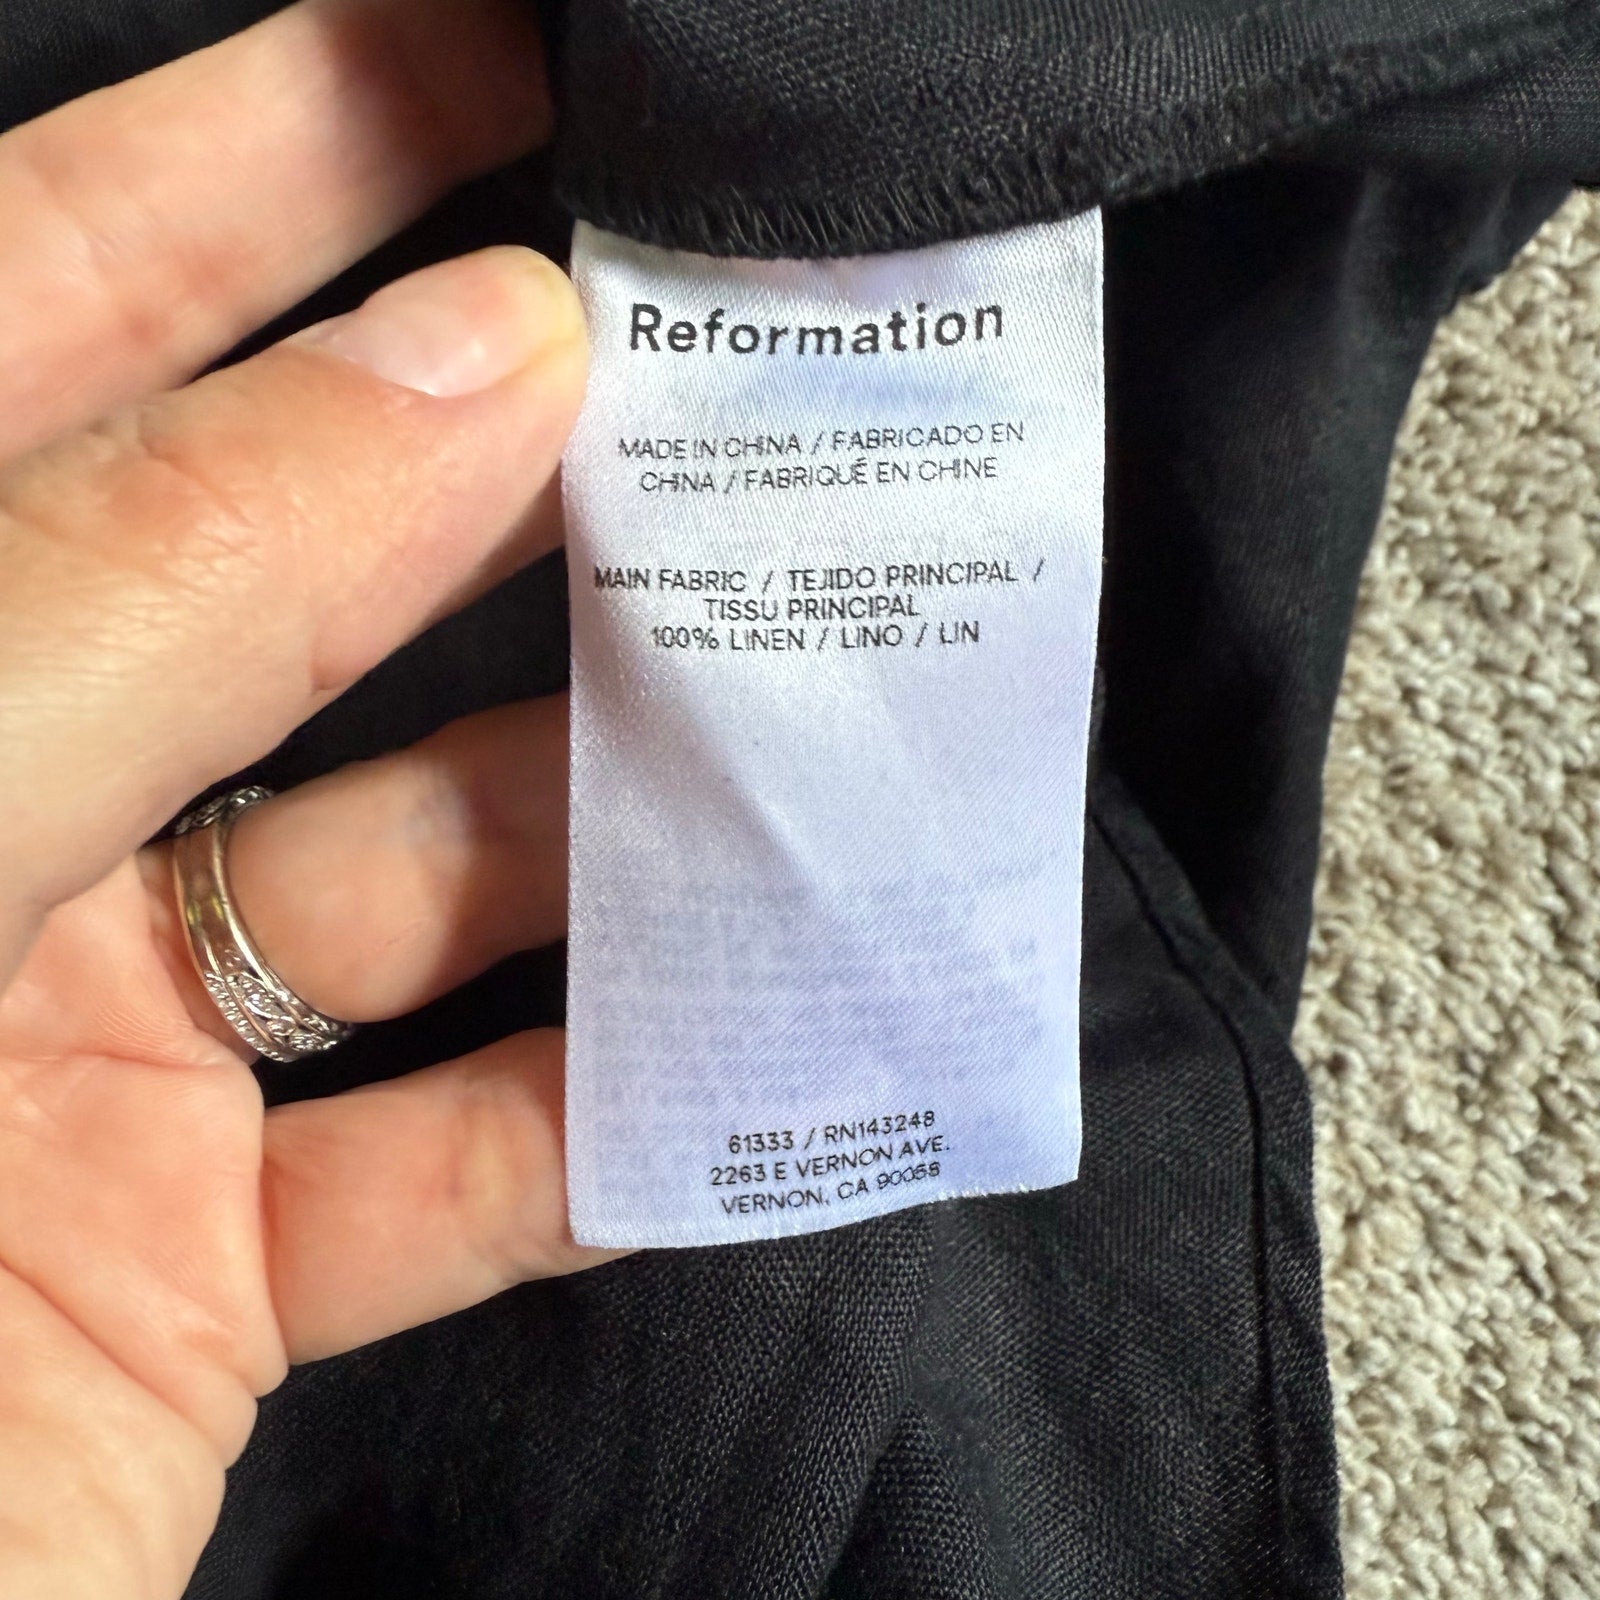 Reformation
MADE IN CHINA / FABRICADO EN
CHINA / FABRIQUÉ EN CHINE
MAIN FABRIC / TEJIDO PRINCIPAL /
TISSU PRINCIPAL
100% LINEN / LINO / LIN
61333 / RN143248
2263 E VERNON AVE.
VERNON, CA 90058